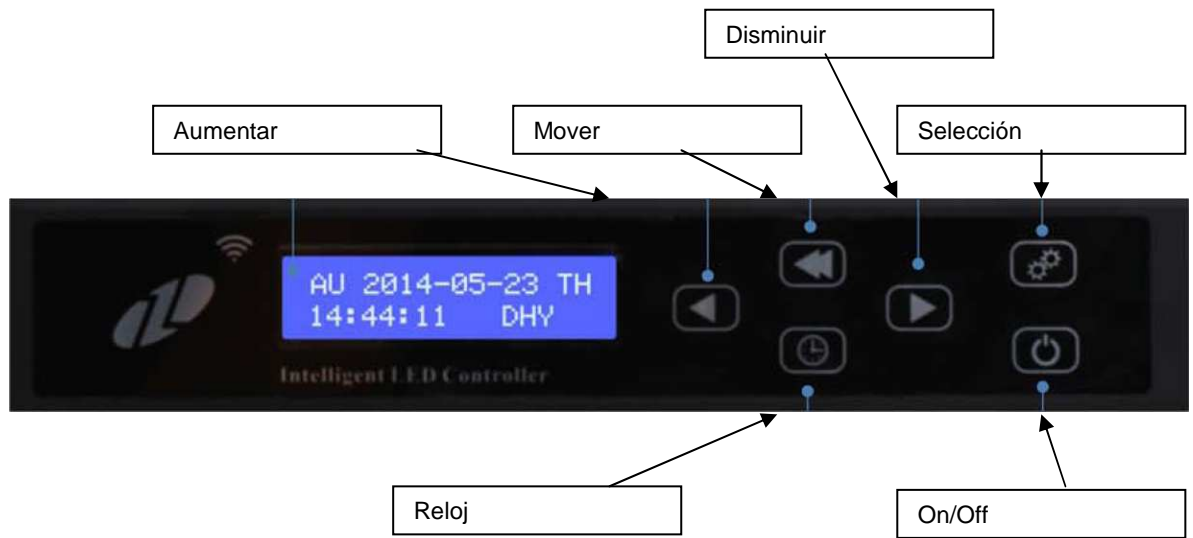 Disminuir
Aumentar
Mover
Selección
AU 2014-05-23 TH
14:44:11 DHY
Intelligent LED Controller
Reloj
On/Off